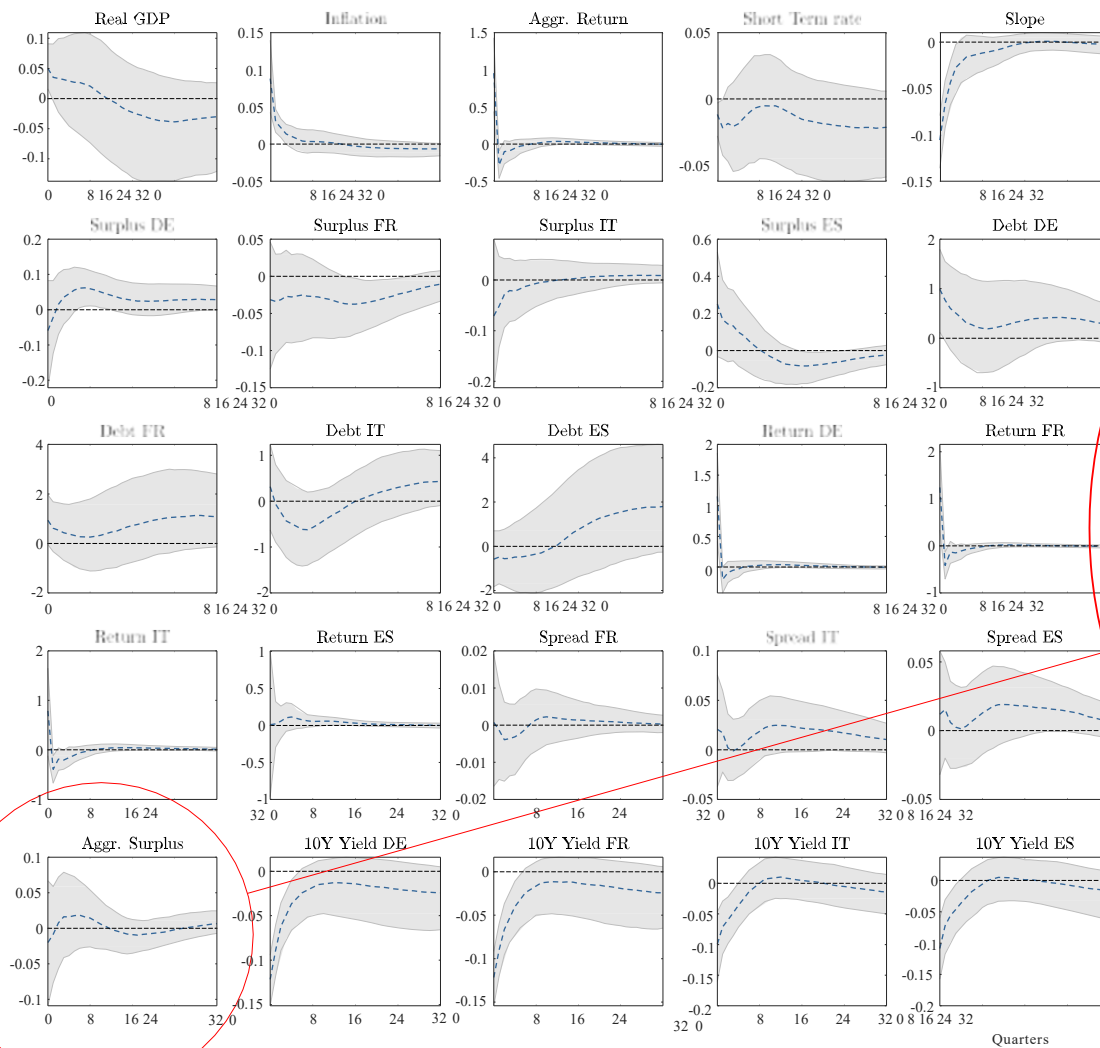 Real GDP Inflation Aggr. Return Short Term rate Slope
0.1 0.15 1.5 0.05 0
0.05 0.1 1 0 -0.05
0 0.05 0.5 -0.05 -0.1
-0.05 0 0 -0.15
-0.1 -0.05 -0.5
0 8 16 24 32 0 8 16 24 32 0 8 16 24 32 0 8 16 24 32 0 8 16 24 32
Surplus DE Surplus FR Surplus IT Surplus ES Debt DE
0.2 0.05 0 0.6 2
0.1 0 -0.1 0.4 1
0 -0.05 -0.2 0.2 0
-0.1 -0.1 0 -1
-0.2 -0.15 -0.2
0 8 16 24 32 0 8 16 24 32 0 8 16 24 32 0 8 16 24 32 0 8 16 24 32
Debt FR Debt IT Debt ES Return DE Return FR
4 1 4 2 2
2 0 2 1.5 1
0 -1 0 1 0
-2 -2 -2 0.5 -1
0
0 8 16 24 32 0 8 16 24 32 0 8 16 24 32 0 8 16 24 32
Return IT Return ES Spread FR Spread IT Spread ES
2 1 0.02 0.1 0.05
1 0.5 0.01 0.05 0
0 0 0 0 -0.05
-1 -0.5 -0.01 -0.05
-1 -0.02
0 8 16 24 32 0 8 16 24 32 0 8 16 24 32 0 8 16 24 32
Aggr. Surplus 10Y Yield DE 10Y Yield FR 10Y Yield IT 10Y Yield ES
0.1 0 0 0 0
0.05 -0.05 -0.05 -0.05 -0.05
0 -0.1 -0.1 -0.1 -0.1
-0.05 -0.15 -0.15 -0.15 -0.15
-0.1 -0.2 -0.2
0 8 16 24 32 0 8 16 24 32 0 8 16 24 32 0 8 16 24 32
Quarters